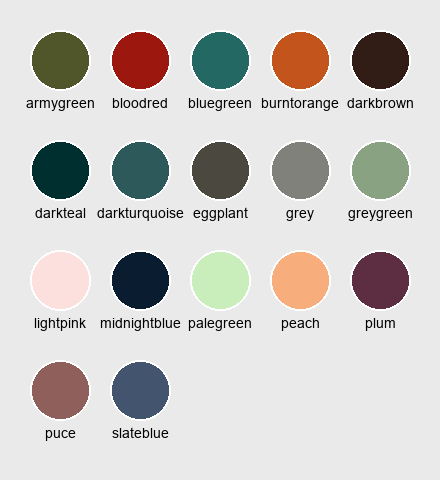 armygreen bloodred bluegreen burntorange darkbrown
darkteal darkturquoise eggplant grey greygreen
lightpink midnightblue palegreen peach plum
puce slateblue